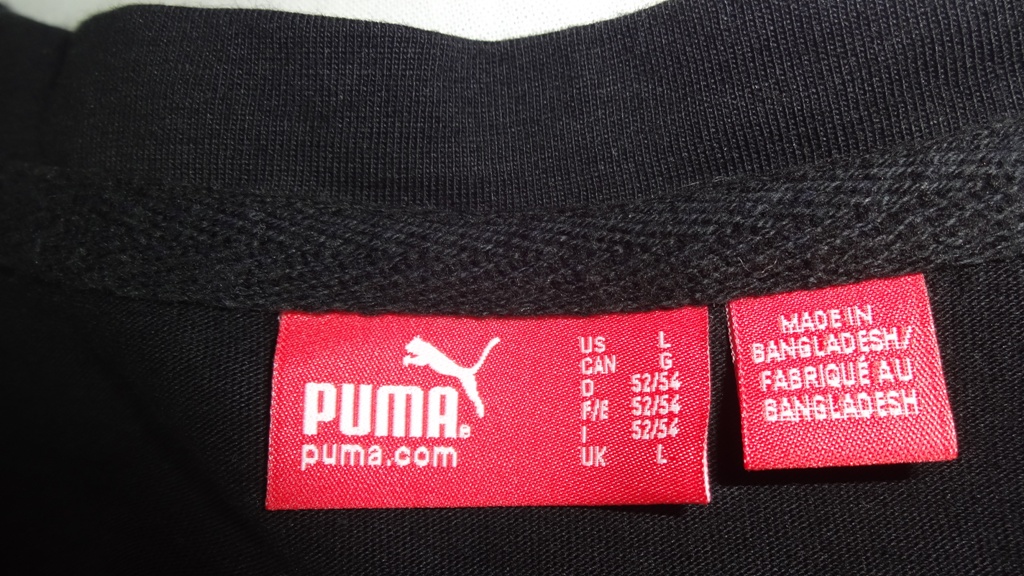 PUMA®
puma.com
US L
CAN G
D 52/54
F/E 52/54
I 52/54
UK L
MADE IN
BANGLADESH/
FABRIQUÉ AU
BANGLADESH